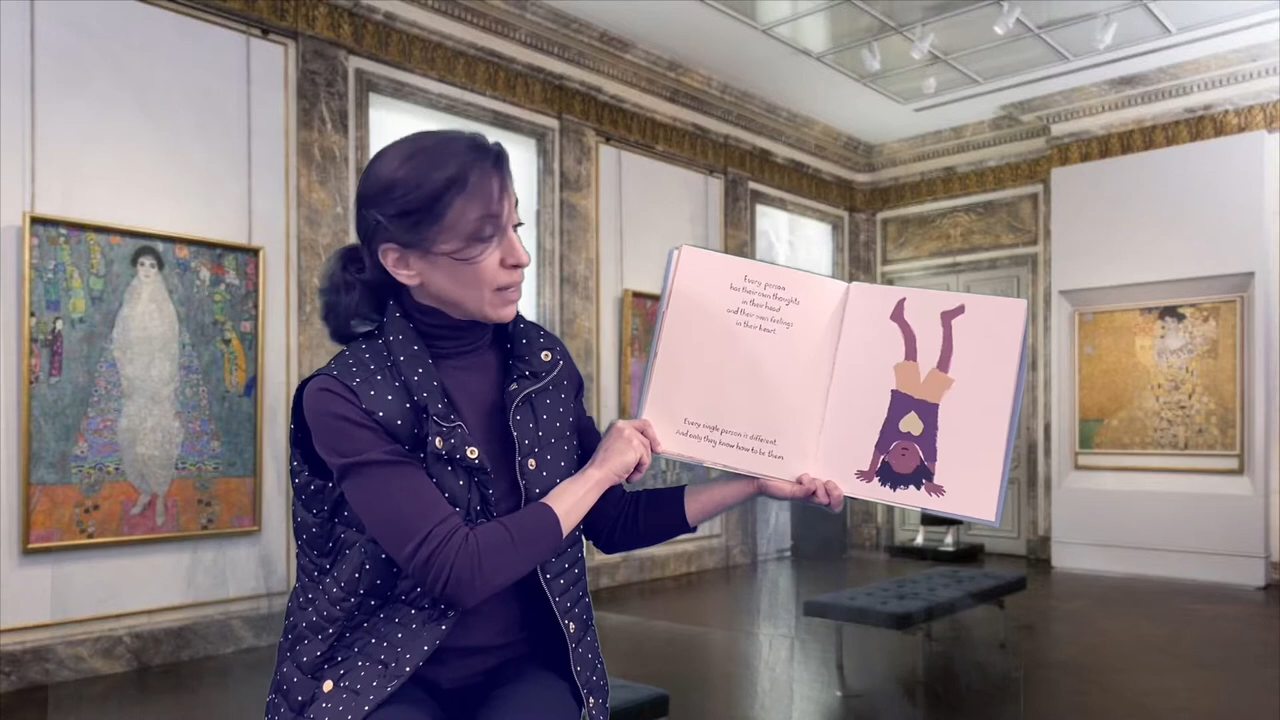 Every person
has their own thoughts
in their head
and their own feelings
in their heart.
Every single person is different.
And only they know how to be them